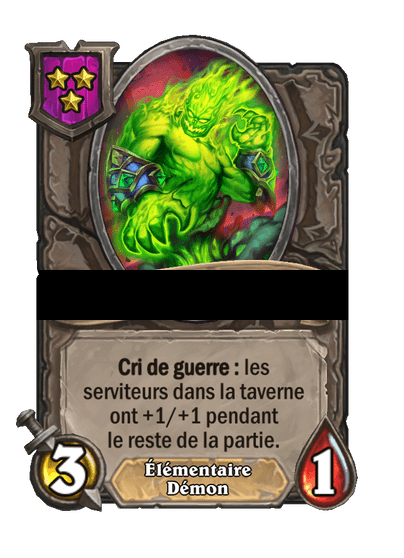 Cri de guerre : les
serviteurs dans la taverne
ont +1/+1 pendant
le reste de la partie.
3
Élémentaire
Démon
1